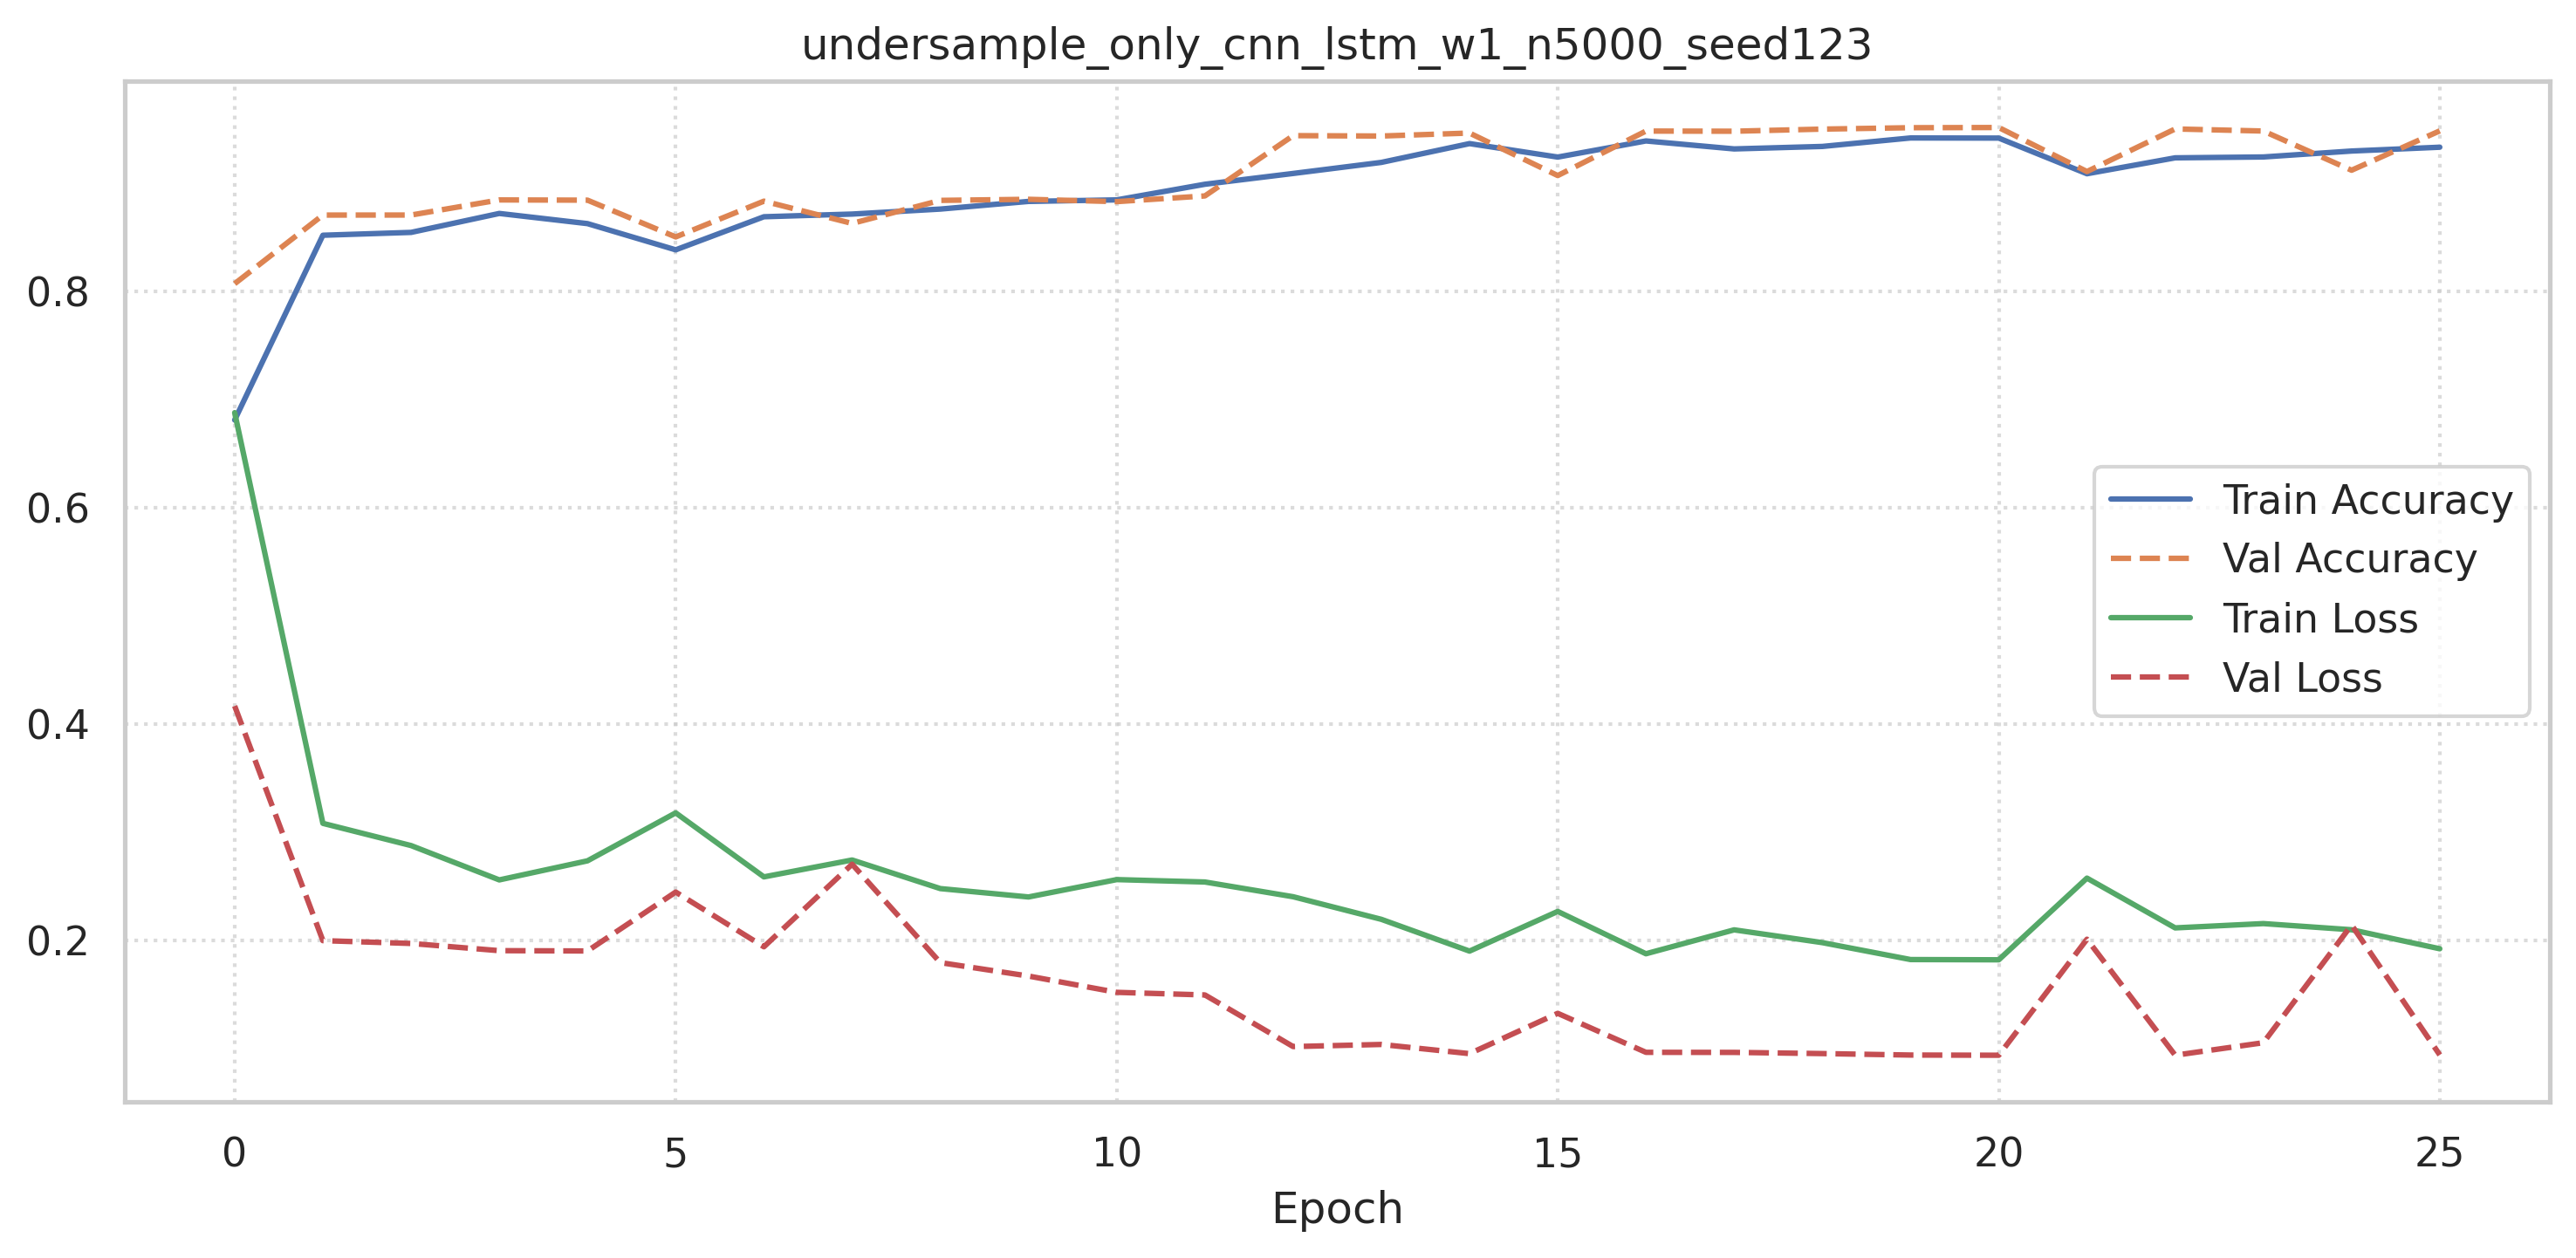 undersample_only_cnn_lstm_w1_n5000_seed123
0.8
0.6
0.4
0.2
Train Accuracy
Val Accuracy
Train Loss
Val Loss
0 5 10 15 20 25
Epoch